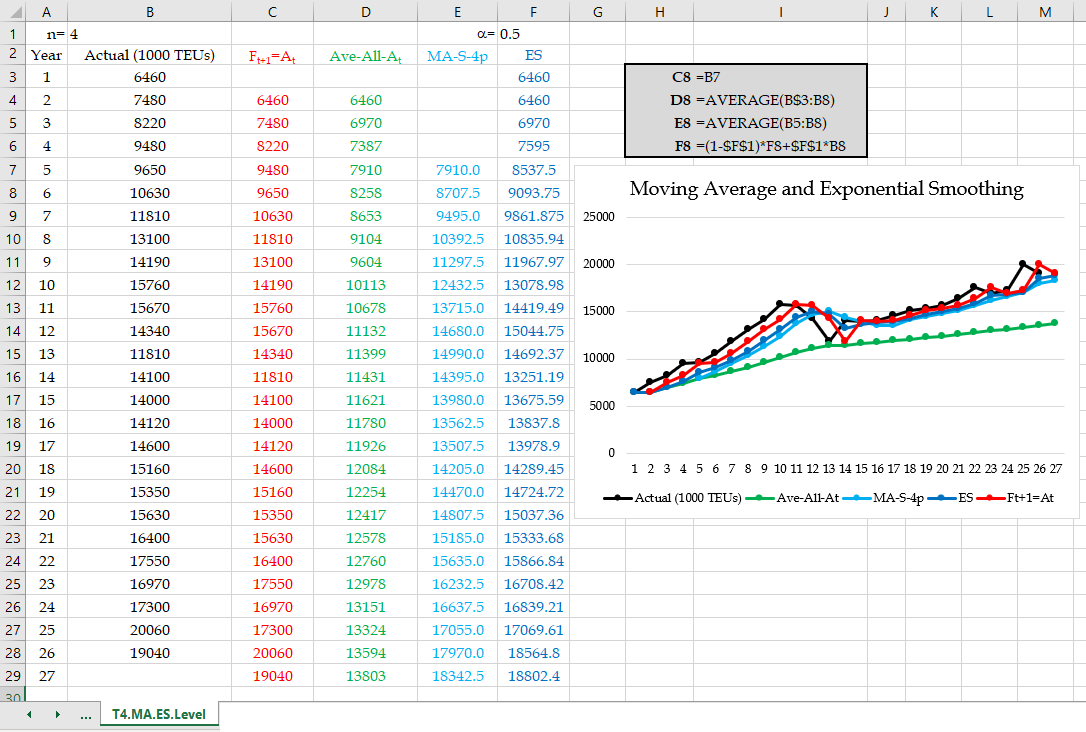 A B C D E F G H I J K L M
1 n= 4 α= 0.5
2 Year Actual (1000 TEUs) Ft+1=At Ave-All-At MA-S-4p ES
3 1 6460 6460
4 2 7480 6460 6460 6460
5 3 8220 7480 6970 6970
6 4 9480 8220 7387 7595
7 5 9650 9480 7910 7910.0 8537.5
8 6 10630 9650 8258 8707.5 9093.75
9 7 11810 10630 8653 9495.0 9861.875
10 8 13100 11810 9104 10392.5 10835.94
11 9 14190 13100 9604 11297.5 11967.97
12 10 15760 14190 10113 12432.5 13078.98
13 11 15670 15760 10678 13715.0 14419.49
14 12 14340 15670 11132 14680.0 15044.75
15 13 11810 14340 11399 14990.0 14692.37
16 14 14100 11810 11431 14395.0 13251.19
17 15 14000 14100 11621 13980.0 13675.59
18 16 14120 14000 11780 13562.5 13837.8
19 17 14600 14120 11926 13507.5 13978.9
20 18 15160 14600 12084 14205.0 14289.45
21 19 15350 15160 12254 14470.0 14724.72
22 20 15630 15350 12417 14807.5 15037.36
23 21 16400 15630 12578 15185.0 15333.68
24 22 17550 16400 12760 15635.0 15866.84
25 23 16970 17550 12978 16232.5 16708.42
26 24 17300 16970 13151 16637.5 16839.21
27 25 20060 17300 13324 17055.0 17069.61
28 26 19040 20060 13594 17970.0 18564.8
29 27 19040 13803 18342.5 18802.4
30
C8 =B7
D8 =AVERAGE(B$3:B8)
E8 =AVERAGE(B5:B8)
F8 =(1-$F$1)*F8+$F$1*B8
Moving Average and Exponential Smoothing
25000
20000
15000
10000
5000
0
1 2 3 4 5 6 7 8 9 10 11 12 13 14 15 16 17 18 19 20 21 22 23 24 25 26 27
Actual (1000 TEUs) Ave-All-At MA-S-4p ES Ft+1=At
... T4.MA.ES.Level